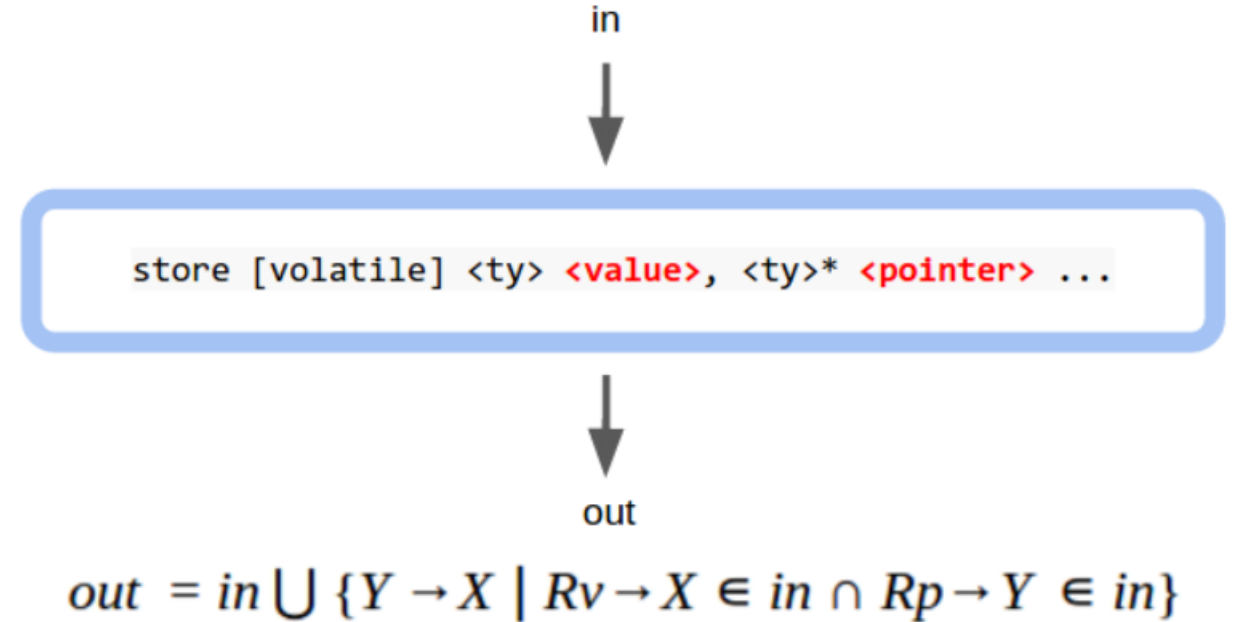 in
store [volatile] <ty> <value>, <ty>* <pointer> ...
out
out = in ⋃ {Y → X | Rv → X ∈ in ∩ Rp → Y ∈ in}